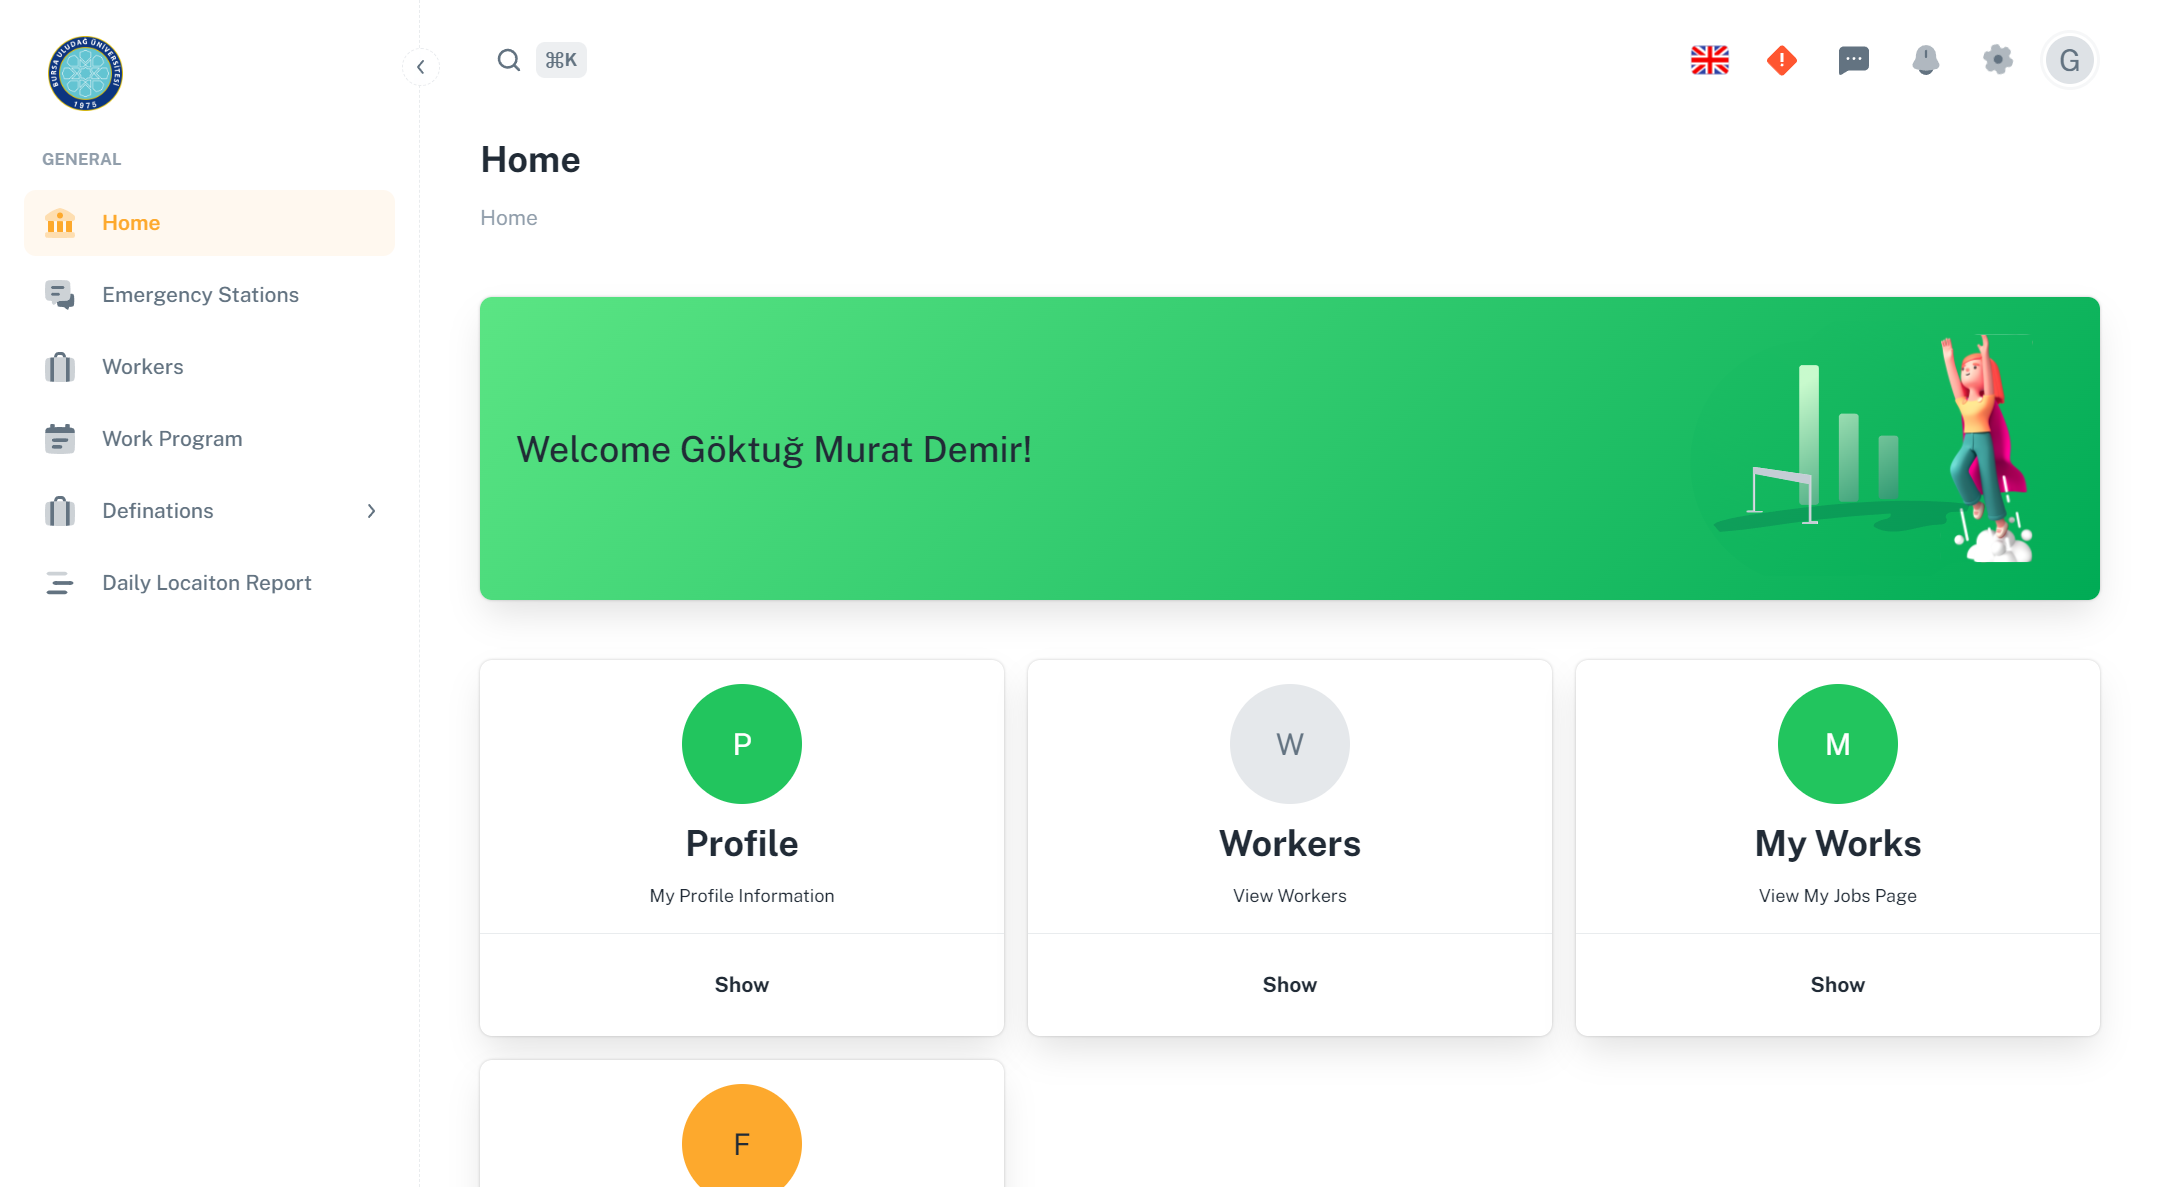 BURSA ULUDAĞ ÜNİVERSİTESİ
1975
⌘K
G
GENERAL
Home
Emergency Stations
Workers
Work Program
Definations
Daily Locaiton Report
Home
Home
Welcome Göktuğ Murat Demir!
P
Profile
My Profile Information
Show
W
Workers
View Workers
Show
M
My Works
View My Jobs Page
Show
F